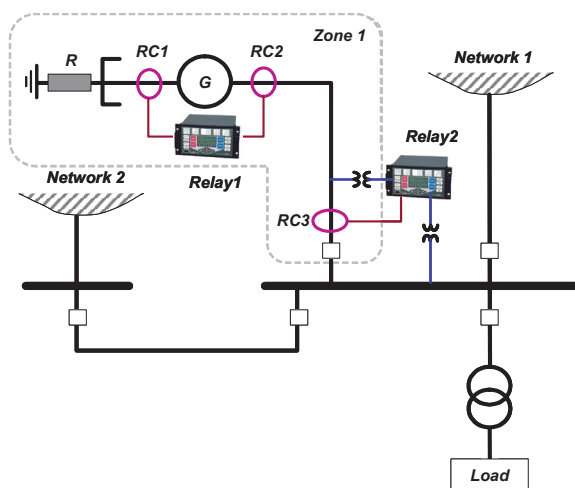 Zone 1
Network 1
R
RC1
RC2
G
Relay2
Network 2
Relay1
RC3
Load